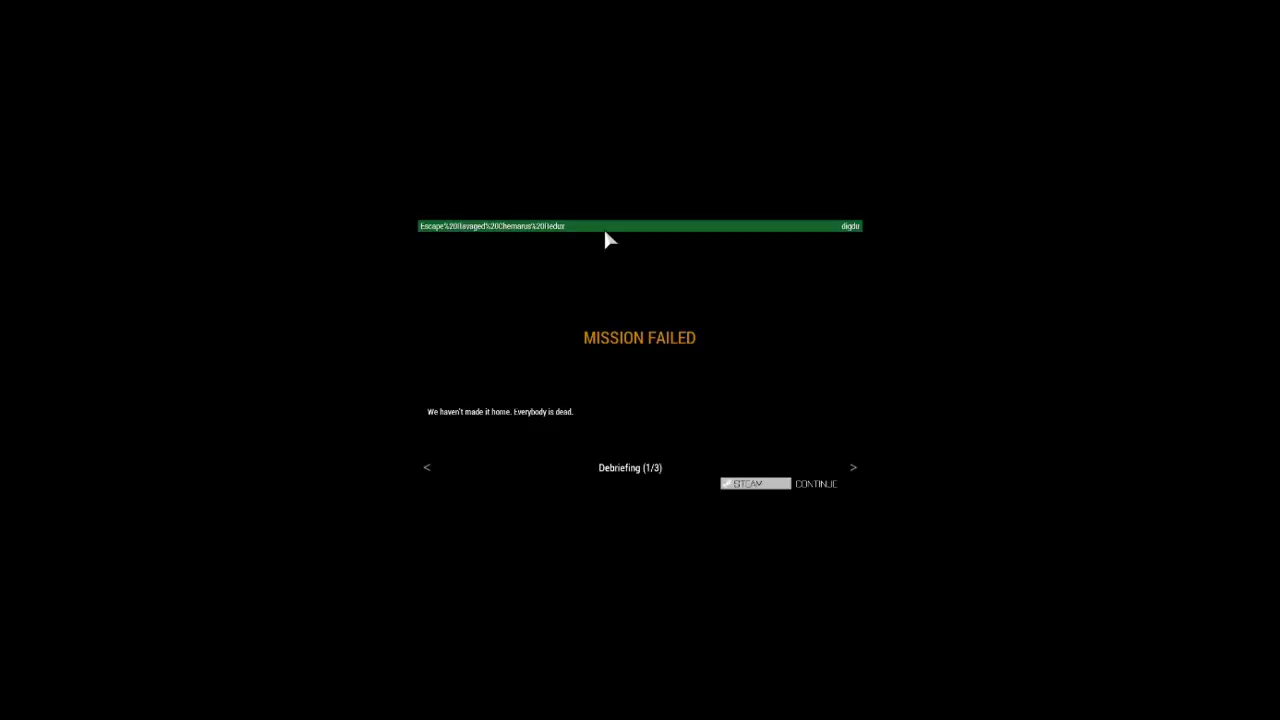 Escape%20Ravaged%20Chernarus%20Redux digdu
MISSION FAILED
We haven't made it home. Everybody is dead.
< Debriefing (1/3) >
STEAM CONTINUE